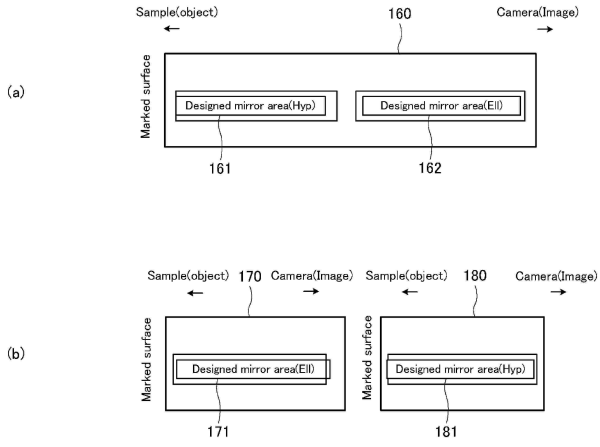 Sample(object) 160 Camera(Image)
(a)
Marked surface
Designed mirror area(Hyp) Designed mirror area(Ell)
161 162
Sample(object) 170 Camera(Image) Sample(object) 180 Camera(Image)
(b)
Marked surface
Designed mirror area(Ell)
Marked surface
Designed mirror area(Hyp)
171 181